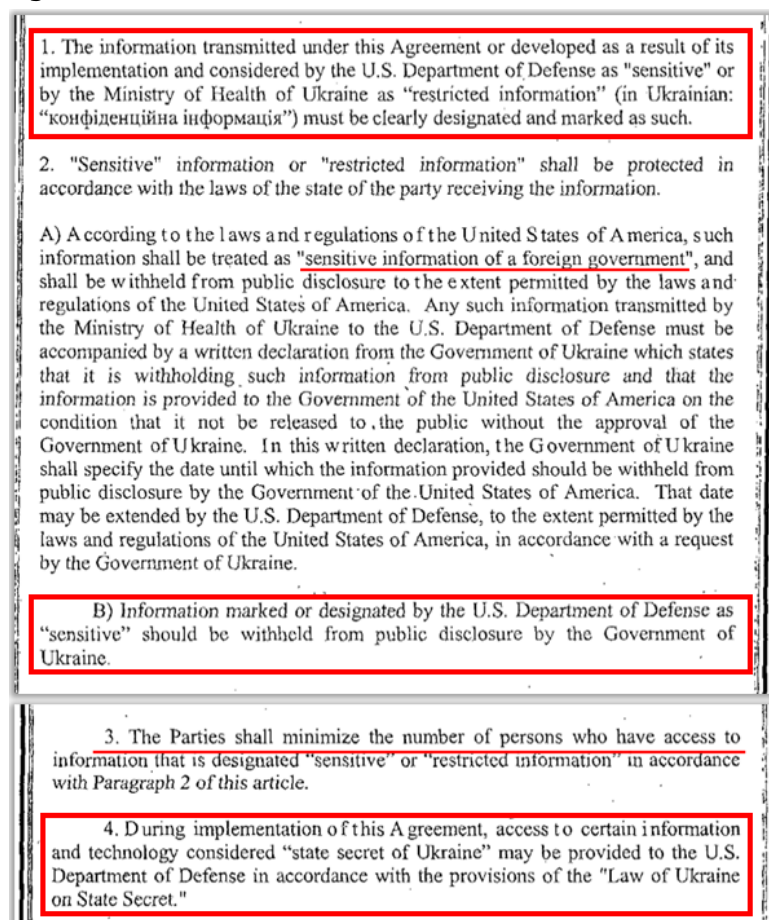 1. The information transmitted under this Agreement or developed as a result of its
implementation and considered by the U.S. Department of Defense as "sensitive" or
by the Ministry of Health of Ukraine as “restricted information” (in Ukrainian:
“конфіденційна інформація”) must be clearly designated and marked as such.
2. "Sensitive" information or "restricted information" shall be protected in
accordance with the laws of the state of the party receiving the information.
A) According to the laws and regulations of the United States of America, such
information shall be treated as "sensitive information of a foreign government", and
shall be withheld from public disclosure to the extent permitted by the laws and
regulations of the United States of America. Any such information transmitted by
the Ministry of Health of Ukraine to the U.S. Department of Defense must be
accompanied by a written declaration from the Government of Ukraine which states
that it is withholding such information from public disclosure and that the
information is provided to the Government of the United States of America on the
condition that it not be released to the public without the approval of the
Government of Ukraine. In this written declaration, the Government of Ukraine
shall specify the date until which the information provided should be withheld from
public disclosure by the Government of the United States of America. That date
may be extended by the U.S. Department of Defense, to the extent permitted by the
laws and regulations of the United States of America, in accordance with a request
by the Government of Ukraine.
B) Information marked or designated by the U.S. Department of Defense as
“sensitive” should be withheld from public disclosure by the Government of
Ukraine.
3. The Parties shall minimize the number of persons who have access to
information that is designated “sensitive” or “restricted information” in accordance
with Paragraph 2 of this article.
4. During implementation of this Agreement, access to certain information
and technology considered “state secret of Ukraine” may be provided to the U.S.
Department of Defense in accordance with the provisions of the "Law of Ukraine
on State Secret."